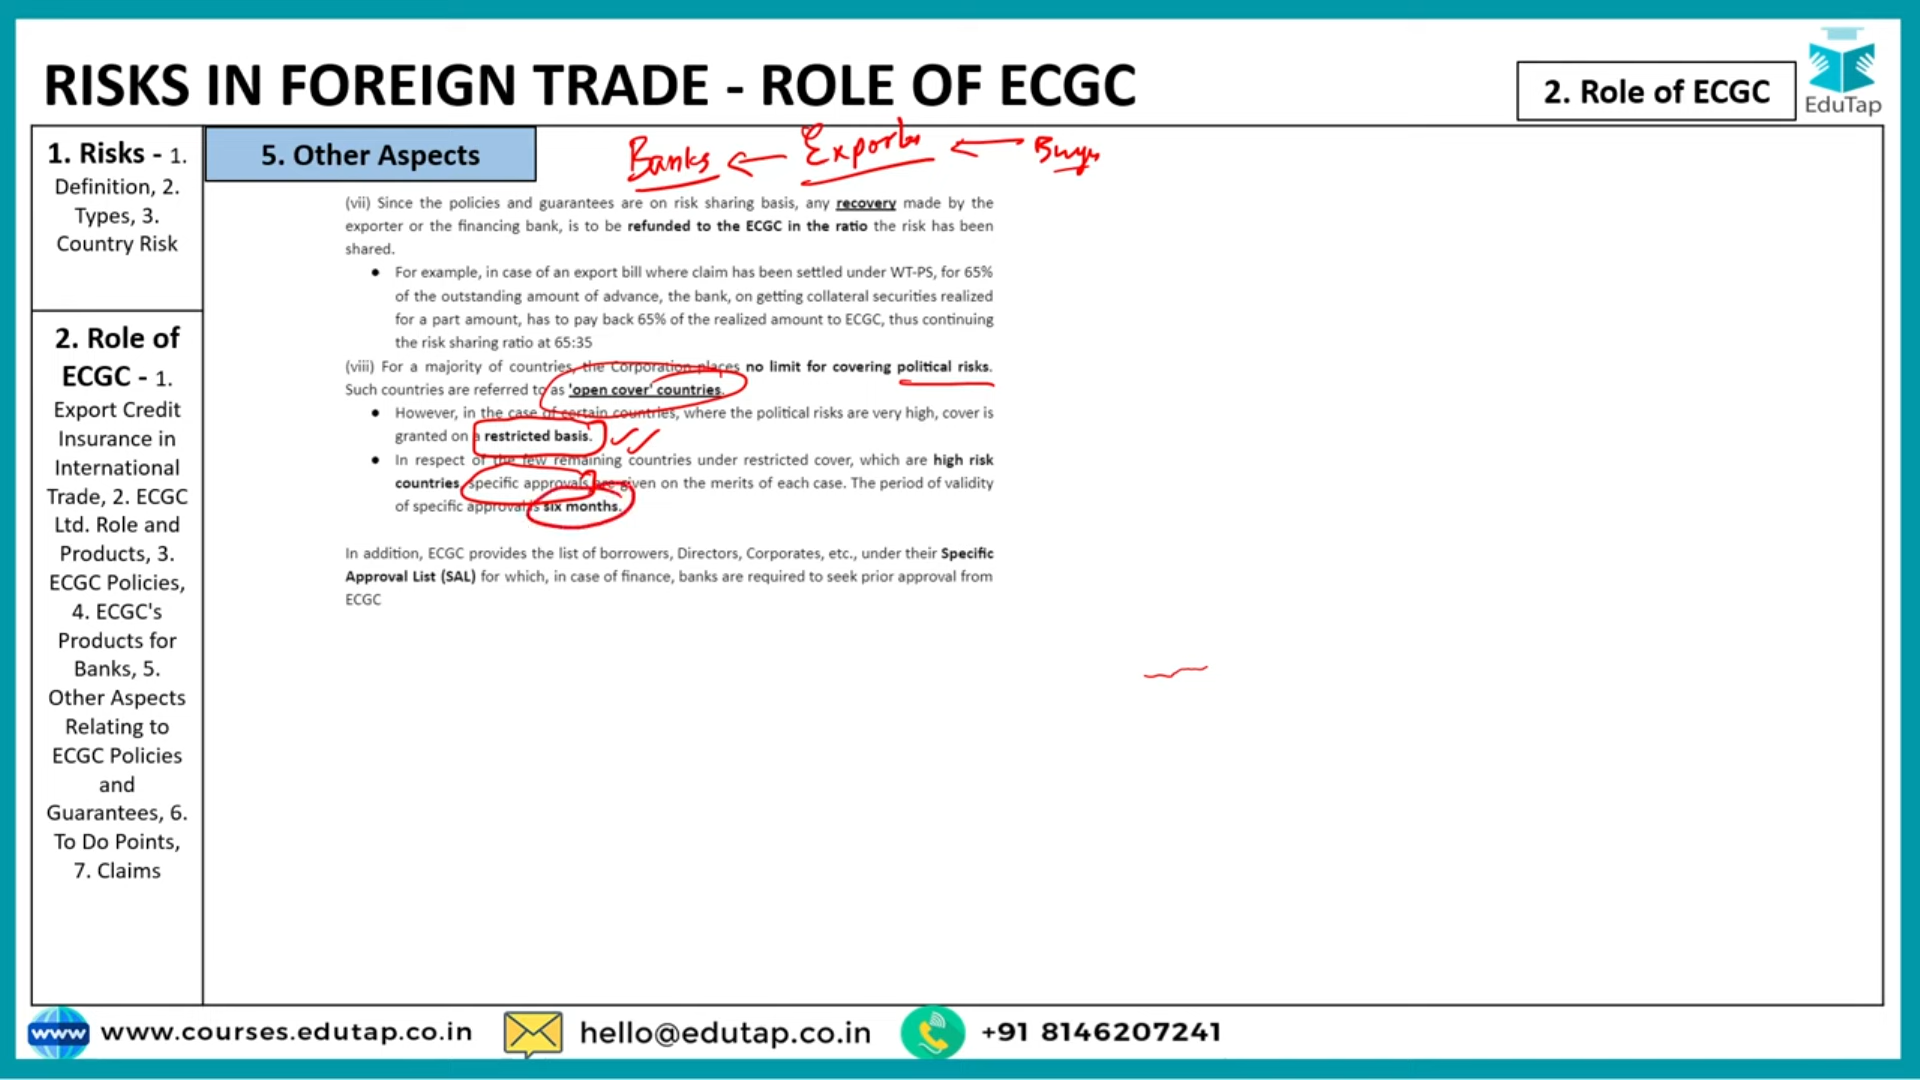 RISKS IN FOREIGN TRADE - ROLE OF ECGC
2. Role of ECGC
EduTap
1. Risks - 1.
Definition, 2.
Types, 3.
Country Risk
2. Role of
ECGC - 1.
Export Credit
Insurance in
International
Trade, 2. ECGC
Ltd. Role and
Products, 3.
ECGC Policies,
4. ECGC's
Products for
Banks, 5.
Other Aspects
Relating to
ECGC Policies
and
Guarantees, 6.
To Do Points,
7. Claims
5. Other Aspects
Banks ← Exporter ← Buyer
(vii) Since the policies and guarantees are on risk sharing basis, any recovery made by the
exporter or the financing bank, is to be refunded to the ECGC in the ratio the risk has been
shared.
● For example, in case of an export bill where claim has been settled under WT-PS, for 65%
of the outstanding amount of advance, the bank, on getting collateral securities realized
for a part amount, has to pay back 65% of the realized amount to ECGC, thus continuing
the risk sharing ratio at 65:35
(viii) For a majority of countries, the Corporation places no limit for covering political risks.
Such countries are referred to as 'open cover' countries.
● However, in the case of certain countries, where the political risks are very high, cover is
granted on a restricted basis.
● In respect of the few remaining countries under restricted cover, which are high risk
countries, specific approvals are given on the merits of each case. The period of validity
of specific approval is six months.
In addition, ECGC provides the list of borrowers, Directors, Corporates, etc., under their Specific
Approval List (SAL) for which, in case of finance, banks are required to seek prior approval from
ECGC
www www.courses.edutap.co.in
hello@edutap.co.in
+91 8146207241